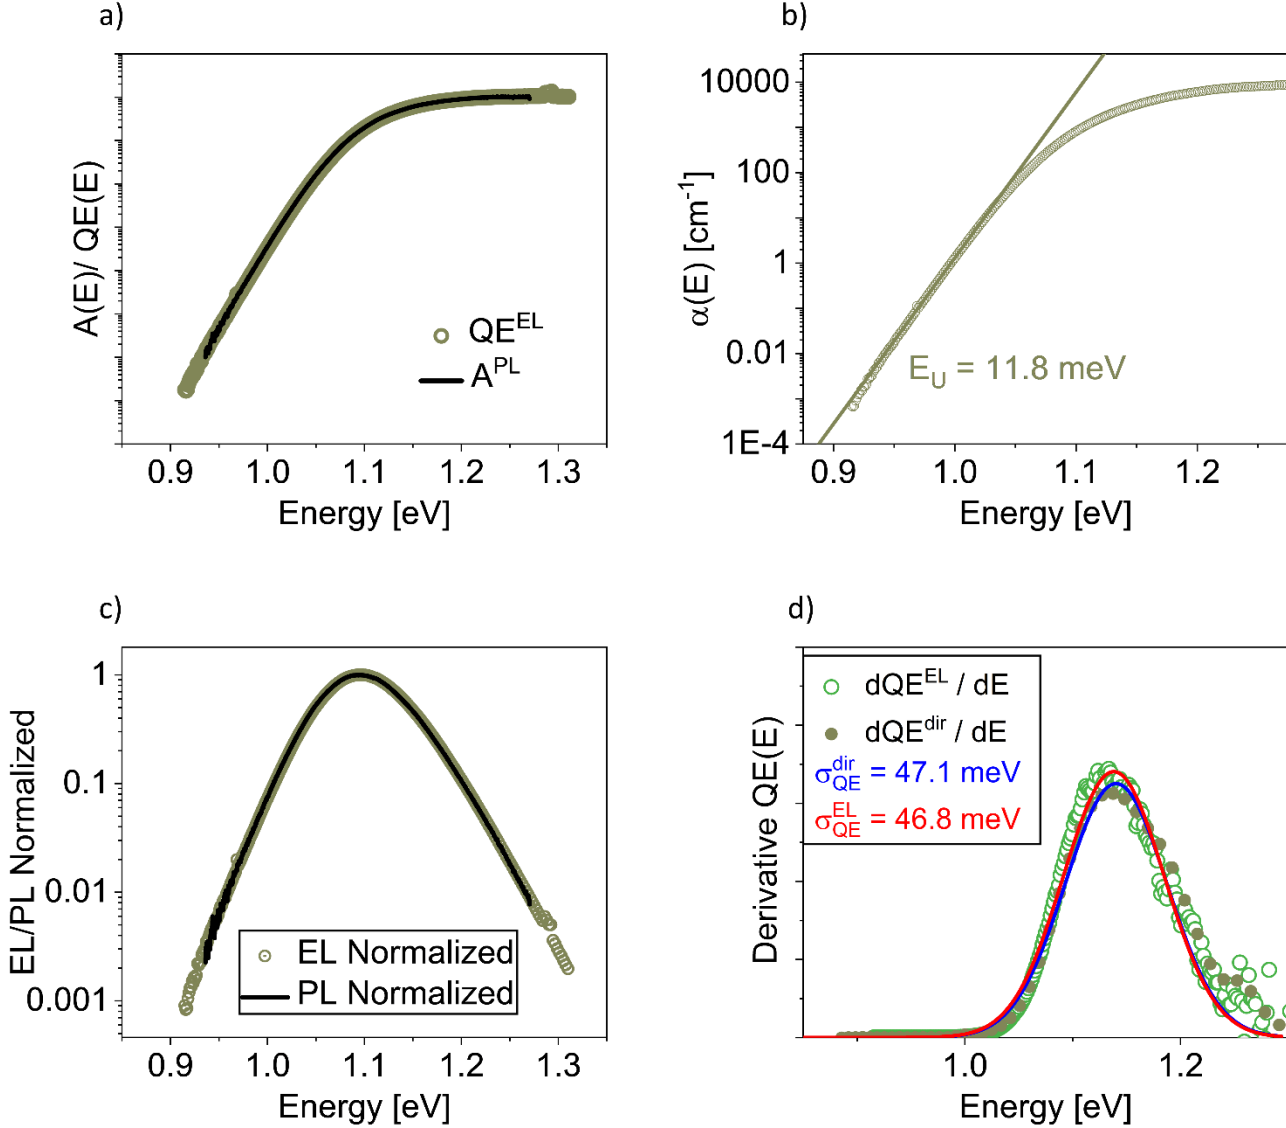 a)
A(E)/ QE(E)
QE^EL
A^PL
0.9 1.0 1.1 1.2 1.3
Energy [eV]
b)
α(E) [cm^-1]
10000
100
1
0.01
1E-4
E_U = 11.8 meV
0.9 1.0 1.1 1.2
Energy [eV]
c)
EL/PL Normalized
1
0.1
0.01
0.001
EL Normalized
PL Normalized
0.9 1.0 1.1 1.2 1.3
Energy [eV]
d)
Derivative QE(E)
dQE^EL / dE
dQE^dir / dE
σ_QE^dir = 47.1 meV
σ_QE^EL = 46.8 meV
1.0 1.2
Energy [eV]